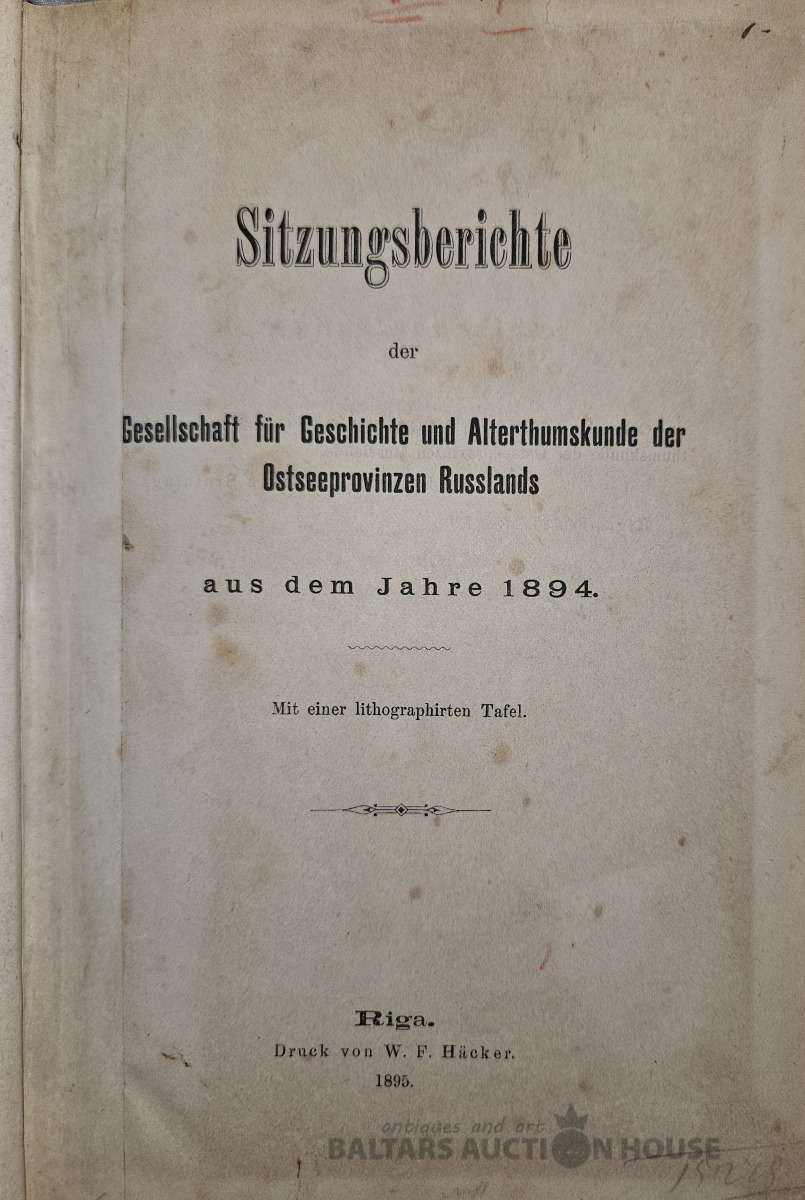 Sitzungsberichte
der
Gesellschaft für Geschichte und Alterthumskunde der
Ostseeprovinzen Russlands
aus dem Jahre 1894.
Mit einer lithographirten Tafel.
Riga.
Druck von W. F. Häcker.
1895.
antiques and art
BALTARS AUCTION HOUSE